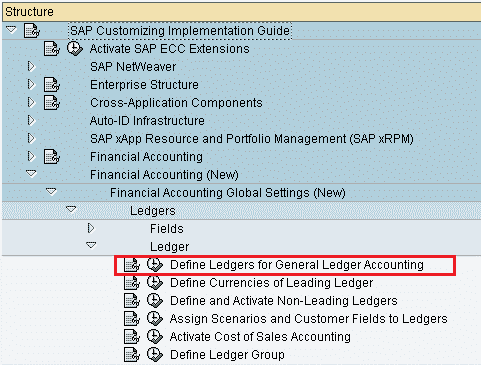 Structure
SAP Customizing Implementation Guide
Activate SAP ECC Extensions
SAP NetWeaver
Enterprise Structure
Cross-Application Components
Auto-ID Infrastructure
SAP xApp Resource and Portfolio Management (SAP xRPM)
Financial Accounting
Financial Accounting (New)
Financial Accounting Global Settings (New)
Ledgers
Fields
Ledger
Define Ledgers for General Ledger Accounting
Define Currencies of Leading Ledger
Define and Activate Non-Leading Ledgers
Assign Scenarios and Customer Fields to Ledgers
Activate Cost of Sales Accounting
Define Ledger Group